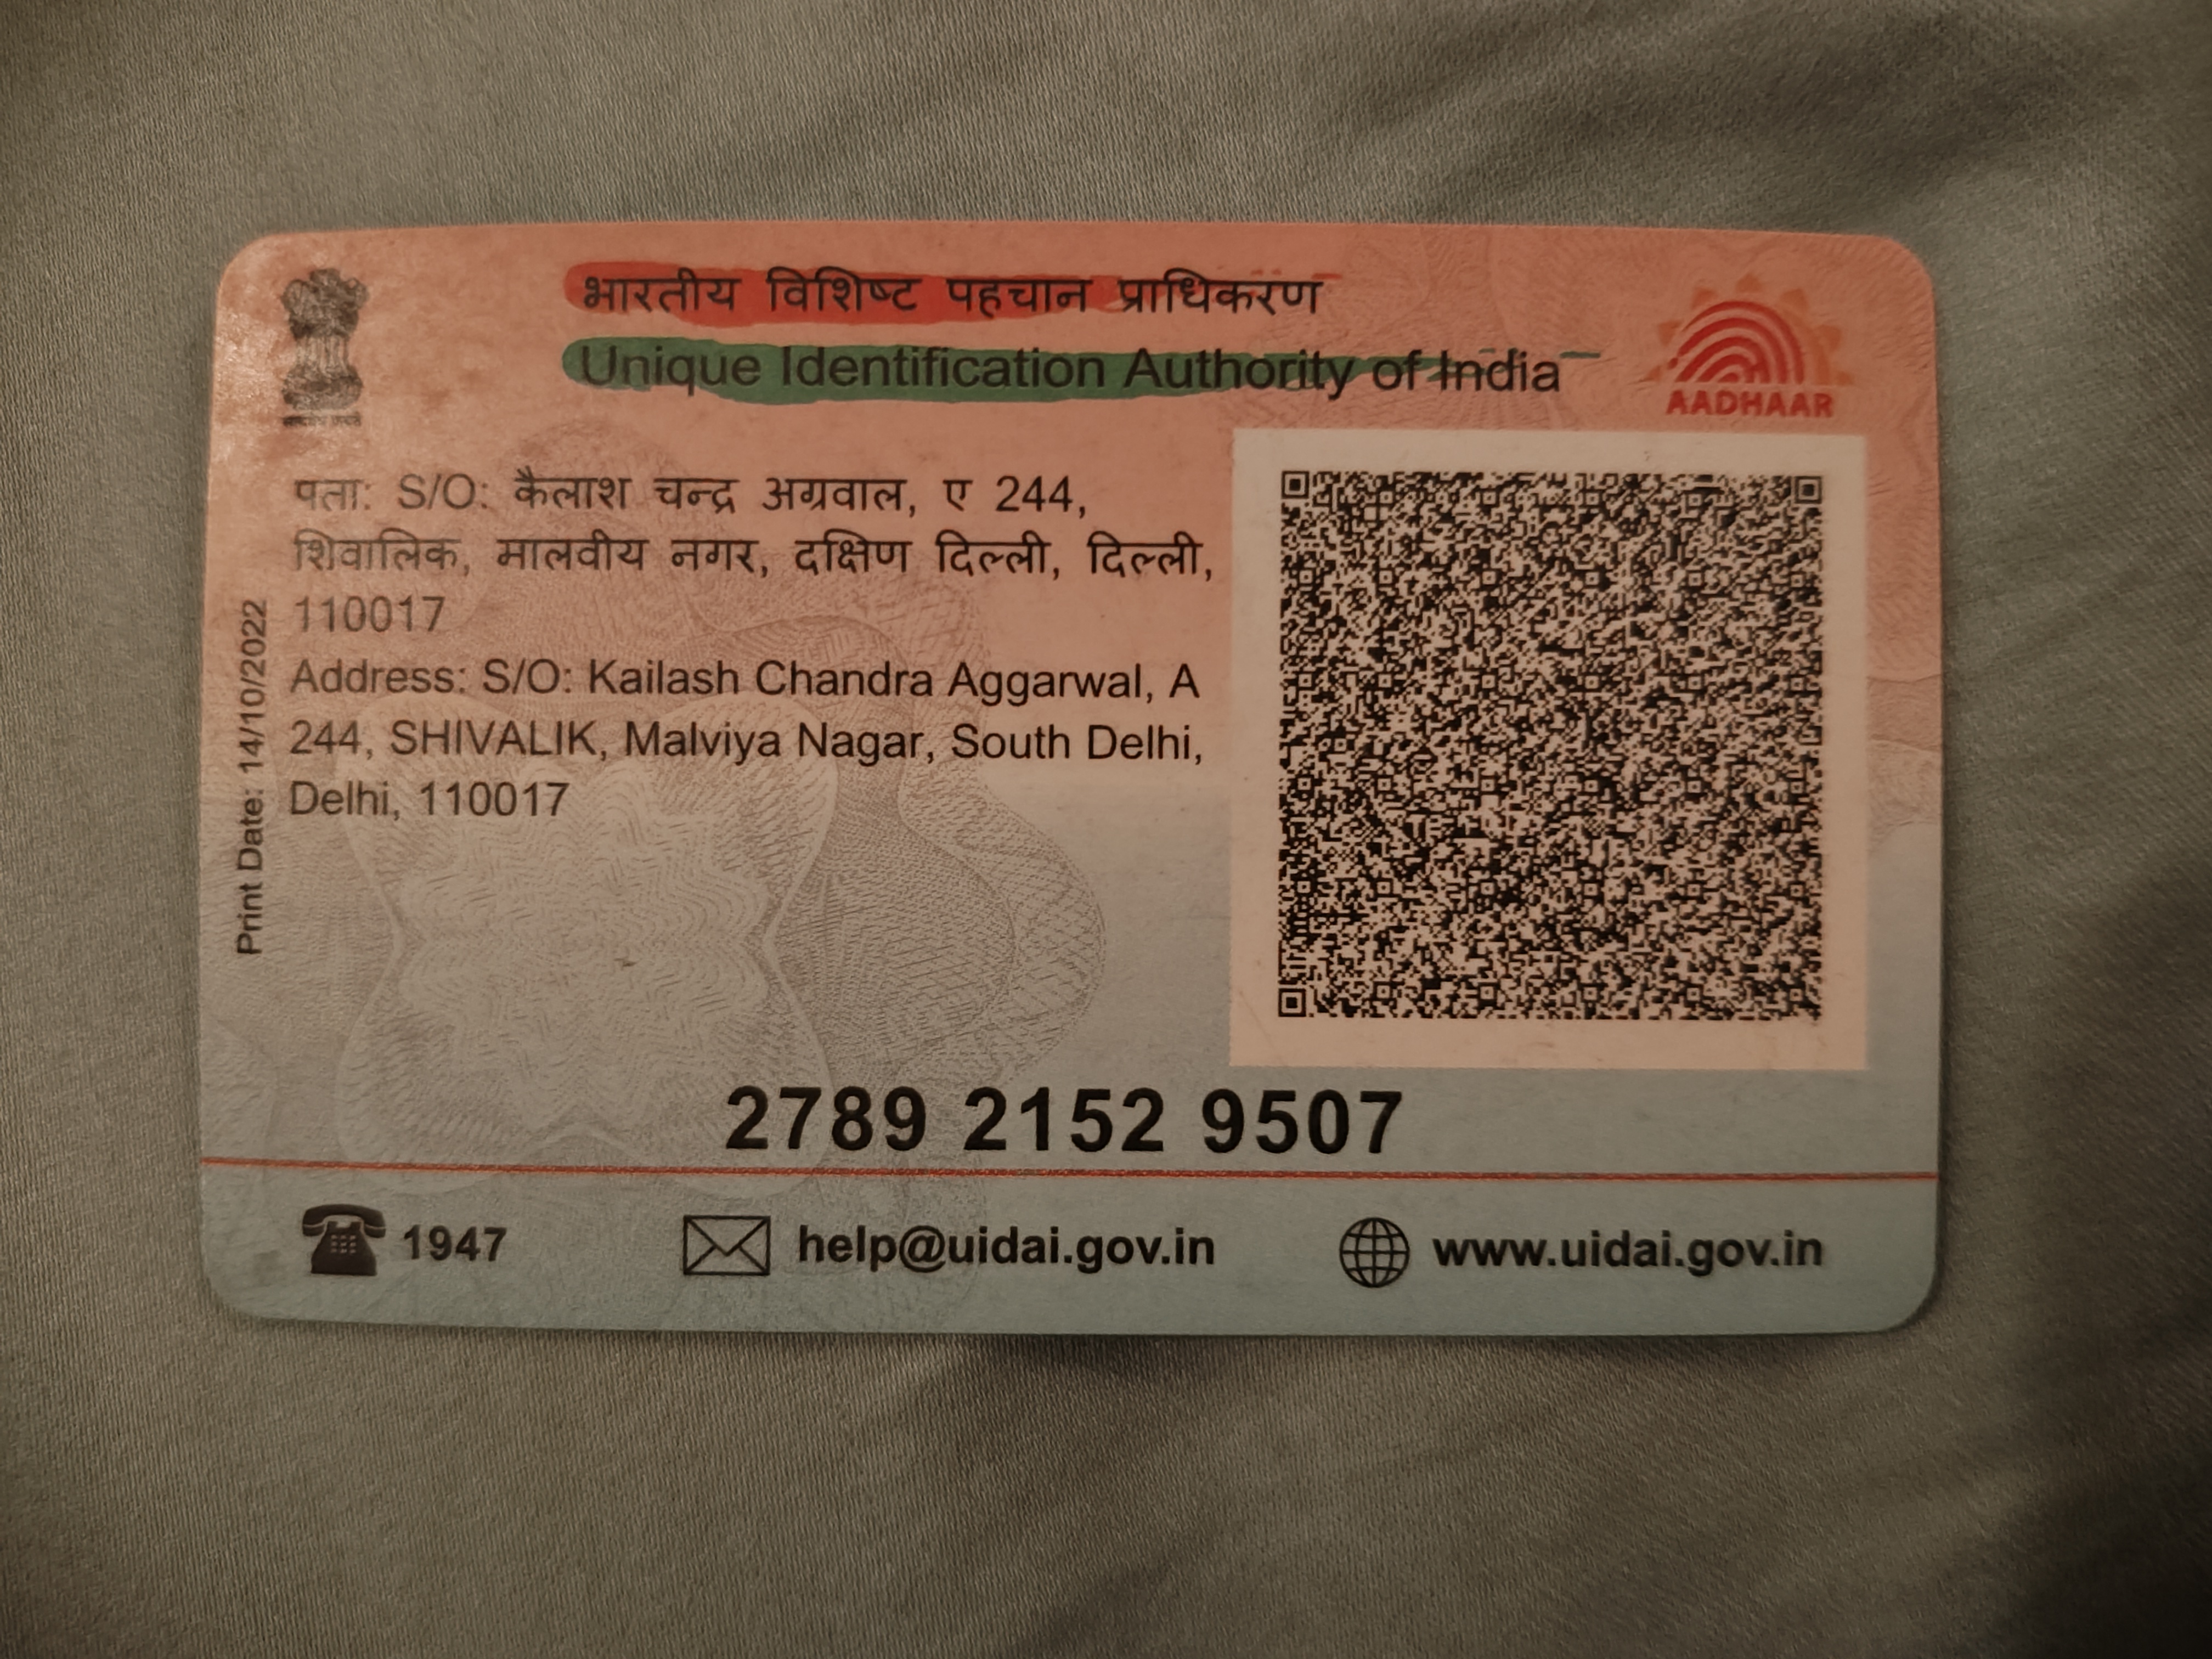 भारतीय विशिष्ट पहचान प्राधिकरण
Unique Identification Authority of India
AADHAAR
पता: S/O: कैलाश चन्द्र अग्रवाल, ए 244,
शिवालिक, मालवीय नगर, दक्षिण दिल्ली, दिल्ली,
110017
Address: S/O: Kailash Chandra Aggarwal, A
244, SHIVALIK, Malviya Nagar, South Delhi,
Delhi, 110017
Print Date: 14/10/2022
2789 2152 9507
1947
help@uidai.gov.in
www.uidai.gov.in